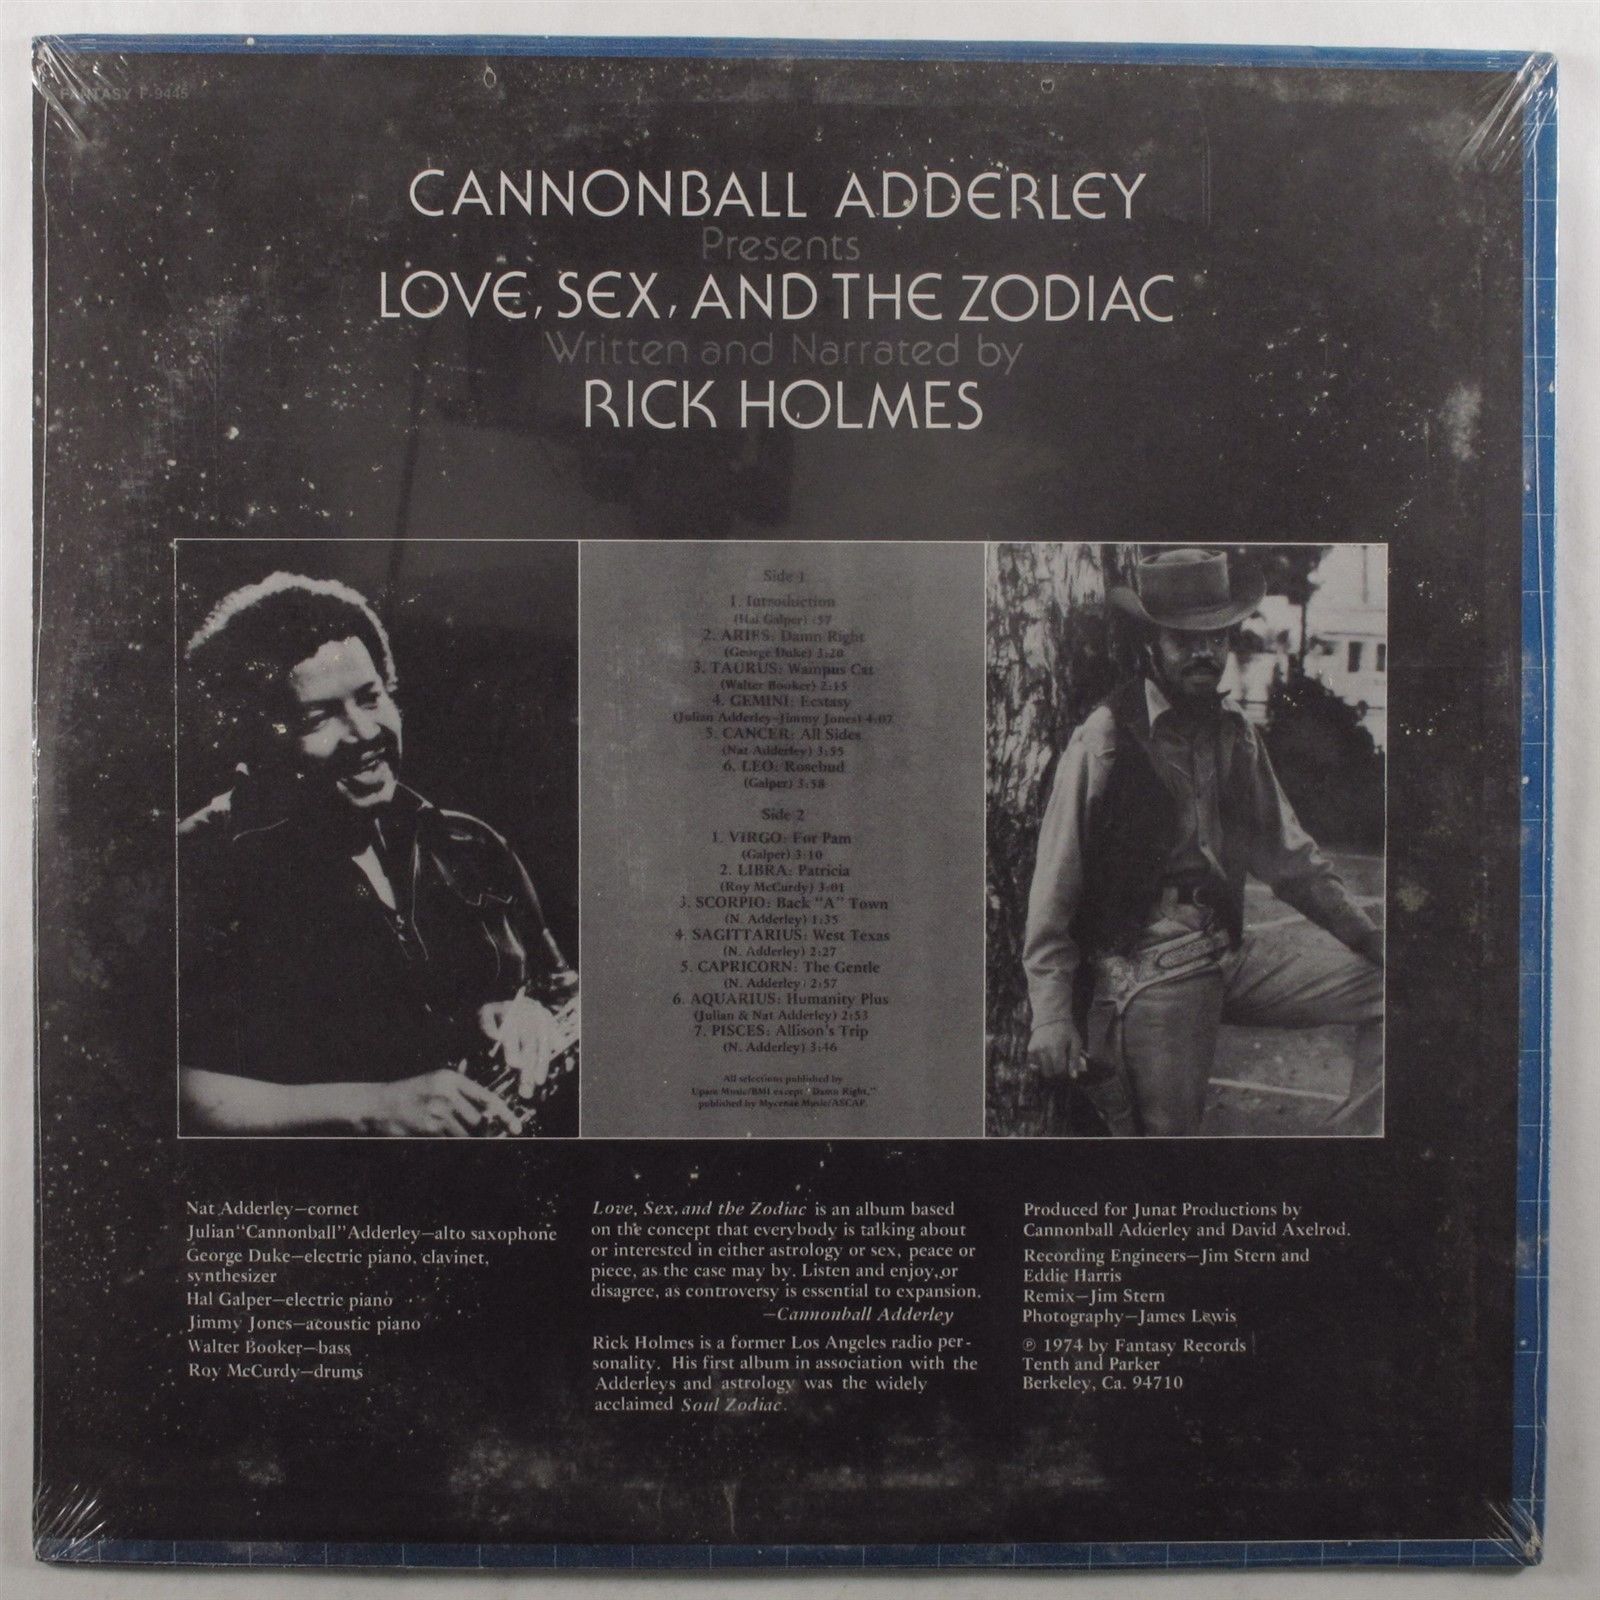 FANTASY F-9445
CANNONBALL ADDERLEY
Presents
LOVE, SEX, AND THE ZODIAC
Written and Narrated by
RICK HOLMES
Side 1
1. Introduction
(Hal Galper) :57
2. ARIES: Damn Right
(George Duke) 3:20
3. TAURUS: Wampus Cat
(Walter Booker) 2:15
4. GEMINI: Ecstasy
(Julian Adderley-Jimmy Jones) 4:07
5. CANCER: All Sides
(Nat Adderley) 3:55
6. LEO: Rosebud
(Galper) 3:58
Side 2
1. VIRGO: For Pam
(Galper) 3:10
2. LIBRA: Patricia
(Roy McCurdy) 3:01
3. SCORPIO: Back "A" Town
(N. Adderley) 1:35
4. SAGITTARIUS: West Texas
(N. Adderley) 2:27
5. CAPRICORN: The Gentle
(N. Adderley) 2:57
6. AQUARIUS: Humanity Plus
(Julian & Nat Adderley) 2:53
7. PISCES: Allison's Trip
(N. Adderley) 3:46
All selections published by
Upam Music/BMI except "Damn Right,"
published by Mycenae Music/ASCAP.
Nat Adderley—cornet
Julian "Cannonball" Adderley—alto saxophone
George Duke—electric piano, clavinet,
synthesizer
Hal Galper—electric piano
Jimmy Jones—acoustic piano
Walter Booker—bass
Roy McCurdy—drums
Love, Sex, and the Zodiac is an album based
on the concept that everybody is talking about
or interested in either astrology or sex, peace or
piece, as the case may by. Listen and enjoy, or
disagree, as controversy is essential to expansion.
—Cannonball Adderley
Rick Holmes is a former Los Angeles radio per-
sonality. His first album in association with the
Adderleys and astrology was the widely
acclaimed Soul Zodiac.
Produced for Junat Productions by
Cannonball Adderley and David Axelrod.
Recording Engineers—Jim Stern and
Eddie Harris
Remix—Jim Stern
Photography—James Lewis
℗ 1974 by Fantasy Records
Tenth and Parker
Berkeley, Ca. 94710